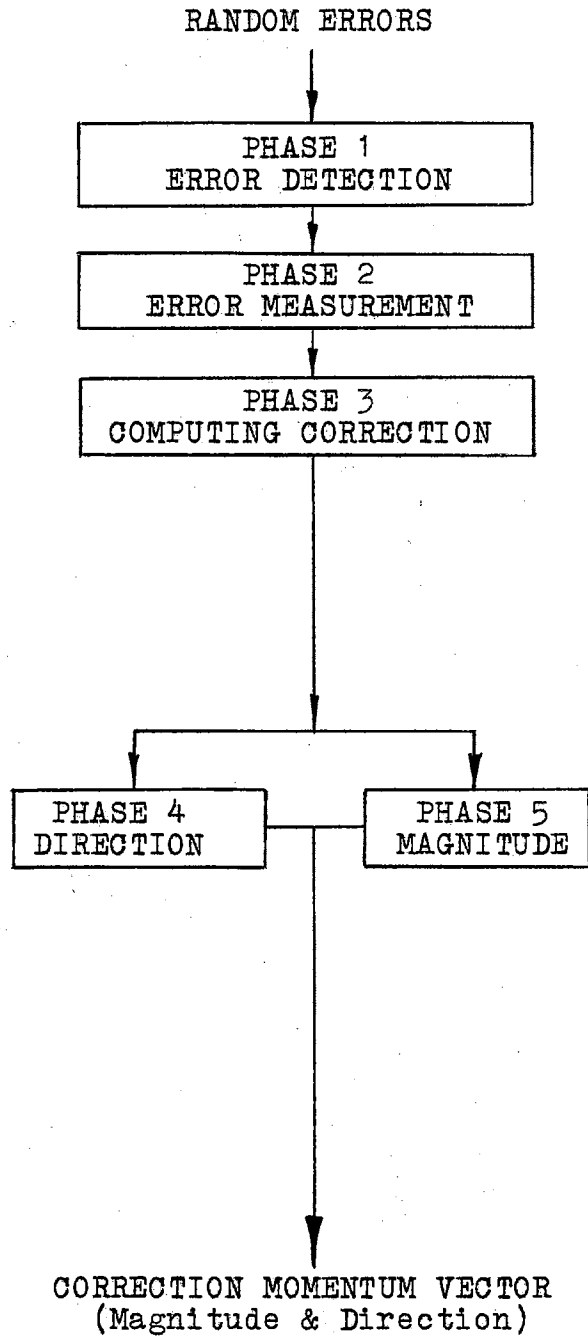 RANDOM ERRORS
PHASE 1
ERROR DETECTION
PHASE 2
ERROR MEASUREMENT
PHASE 3
COMPUTING CORRECTION
PHASE 4
DIRECTION
PHASE 5
MAGNITUDE
CORRECTION MOMENTUM VECTOR
(Magnitude & Direction)